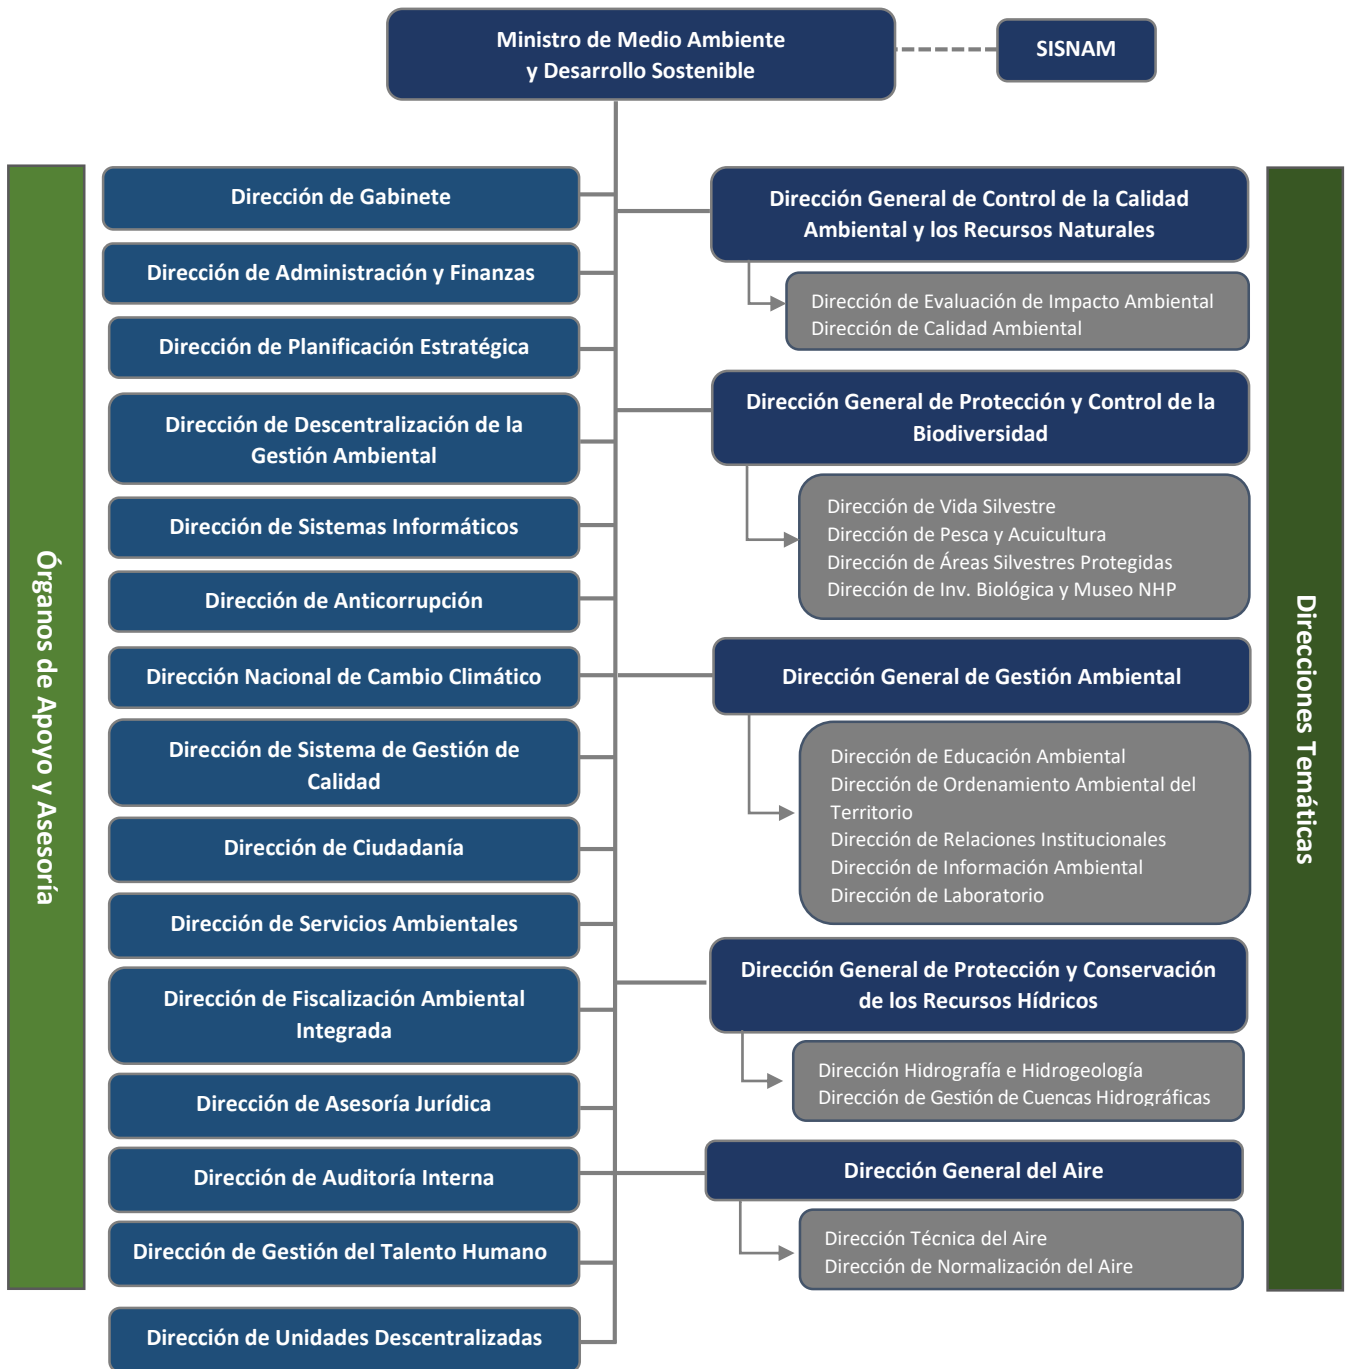 Ministro de Medio Ambiente
y Desarrollo Sostenible
SISNAM
Órganos de Apoyo y Asesoría
Dirección de Gabinete
Dirección de Administración y Finanzas
Dirección de Planificación Estratégica
Dirección de Descentralización de la
Gestión Ambiental
Dirección de Sistemas Informáticos
Dirección de Anticorrupción
Dirección Nacional de Cambio Climático
Dirección de Sistema de Gestión de
Calidad
Dirección de Ciudadanía
Dirección de Servicios Ambientales
Dirección de Fiscalización Ambiental
Integrada
Dirección de Asesoría Jurídica
Dirección de Auditoría Interna
Dirección de Gestión del Talento Humano
Dirección de Unidades Descentralizadas
Dirección General de Control de la Calidad
Ambiental y los Recursos Naturales
Dirección de Evaluación de Impacto Ambiental
Dirección de Calidad Ambiental
Dirección General de Protección y Control de la
Biodiversidad
Dirección de Vida Silvestre
Dirección de Pesca y Acuicultura
Dirección de Áreas Silvestres Protegidas
Dirección de Inv. Biológica y Museo NHP
Dirección General de Gestión Ambiental
Dirección de Educación Ambiental
Dirección de Ordenamiento Ambiental del
Territorio
Dirección de Relaciones Institucionales
Dirección de Información Ambiental
Dirección de Laboratorio
Dirección General de Protección y Conservación
de los Recursos Hídricos
Dirección Hidrografía e Hidrogeología
Dirección de Gestión de Cuencas Hidrográficas
Dirección General del Aire
Dirección Técnica del Aire
Dirección de Normalización del Aire
Direcciones Temáticas